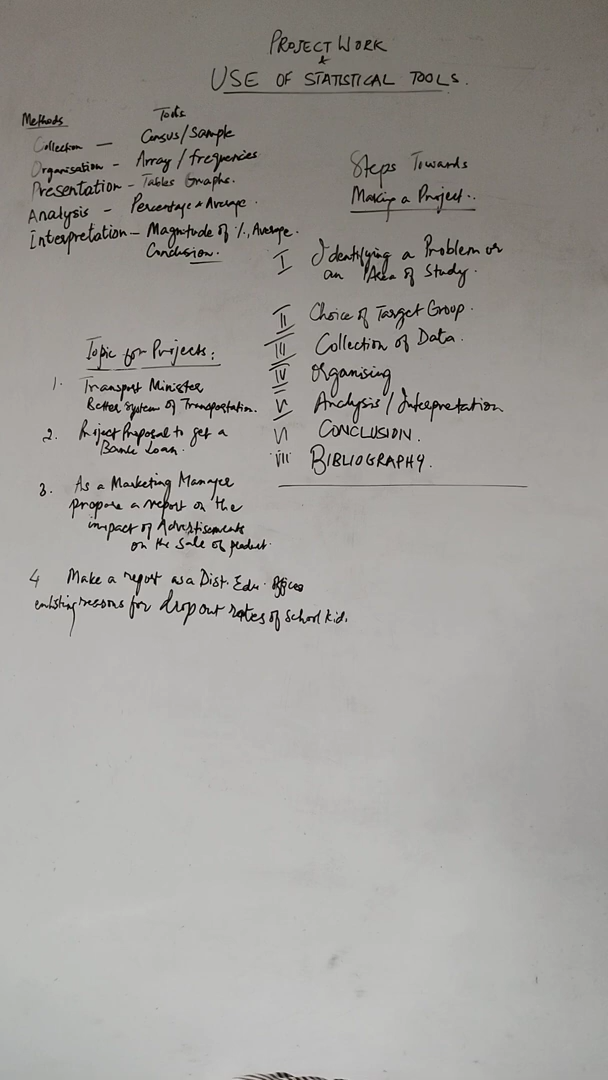 PROJECT WORK
&
USE OF STATISTICAL TOOLS.
Methods Tools
Collection — Census/Sample
Organisation - Array / frequencies
Presentation - Tables Graphs.
Analysis - Percentage & Average.
Interpretation - Magnitude of %, Average.
Conclusion.
Topic for Projects:
1. Transport Minister
Better system of Transportation.
2. Project Proposal to get a
Bank Loan.
3. As a Marketing Manager
propose a report on the
impact of Advertisements
on the sale of product.
4 Make a report as a Dist. Edu. Officer
enlisting reasons for drop out rates of School kid.
Steps Towards
Making a Project.
I Identifying a Problem or
an Area of Study.
II Choice of Target Group.
III Collection of Data.
IV Organising
V Analysis / Interpretation
VI CONCLUSION.
VII BIBLIOGRAPHY.